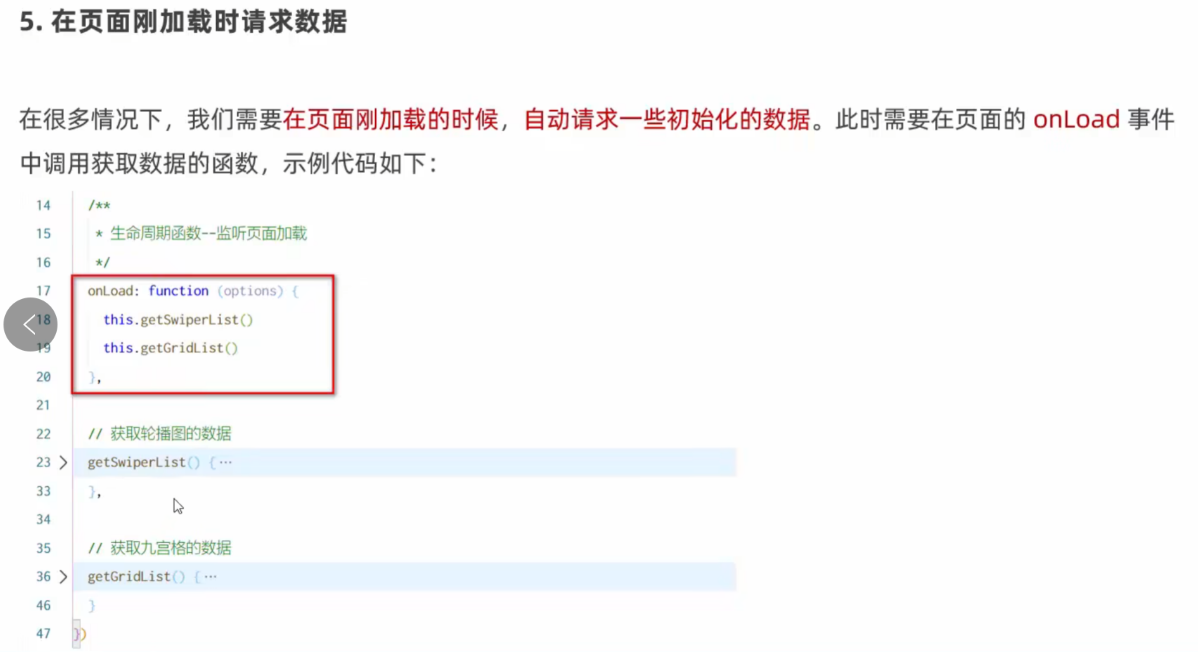 5. 在页面刚加载时请求数据
在很多情况下，我们需要在页面刚加载的时候，自动请求一些初始化的数据。此时需要在页面的 onLoad 事件
中调用获取数据的函数，示例代码如下：
14 /**
15 * 生命周期函数--监听页面加载
16 */
17 onLoad: function (options) {
18 this.getSwiperList()
19 this.getGridList()
20 },
21
22 // 获取轮播图的数据
23 getSwiperList() { ···
33 },
34
35 // 获取九宫格的数据
36 getGridList() { ···
46 }
47 })